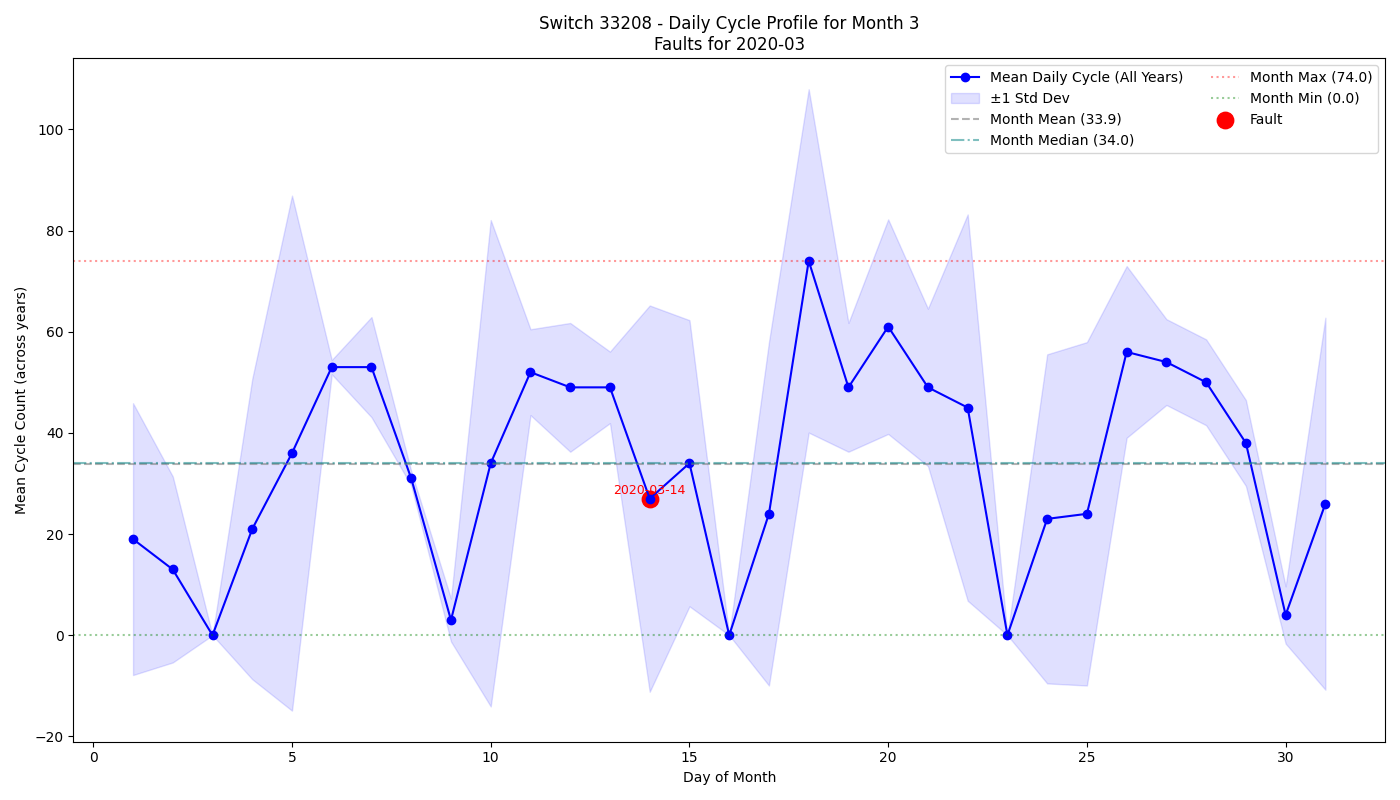 Switch 33208 - Daily Cycle Profile for Month 3
Faults for 2020-03
Mean Daily Cycle (All Years)
±1 Std Dev
Month Mean (33.9)
Month Median (34.0)
Month Max (74.0)
Month Min (0.0)
Fault
Mean Cycle Count (across years)
100
80
60
40
20
0
−20
2020-03-14
0
5
10
15
20
25
30
Day of Month